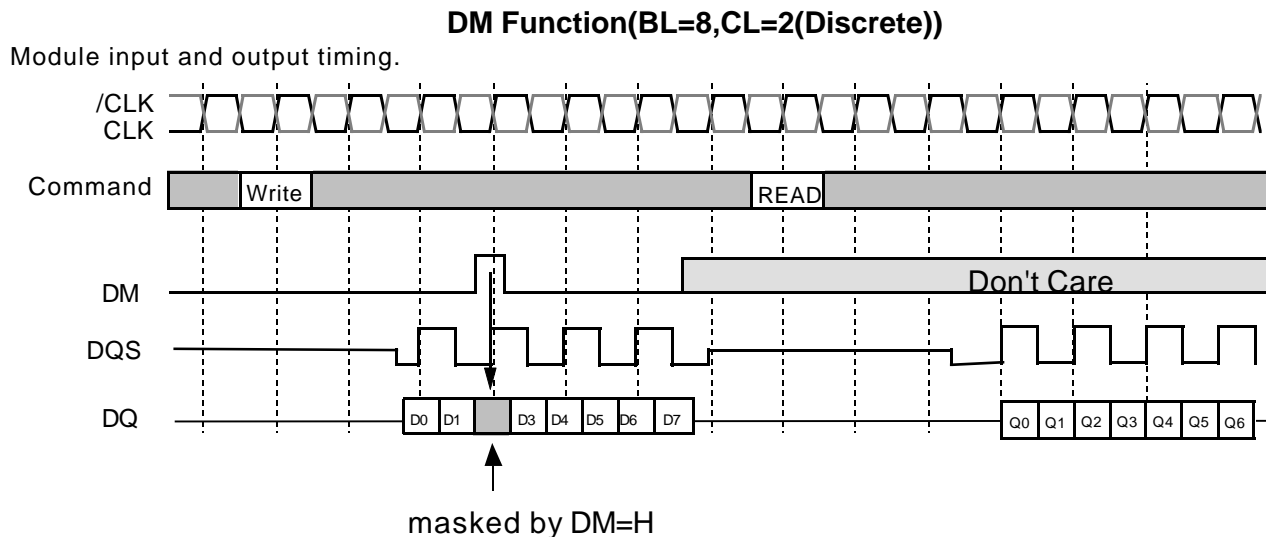 DM Function(BL=8,CL=2(Discrete))
Module input and output timing.
/CLK
CLK
Command
Write
READ
DM
Don't Care
DQS
DQ
D0 D1 D3 D4 D5 D6 D7
Q0 Q1 Q2 Q3 Q4 Q5 Q6
masked by DM=H